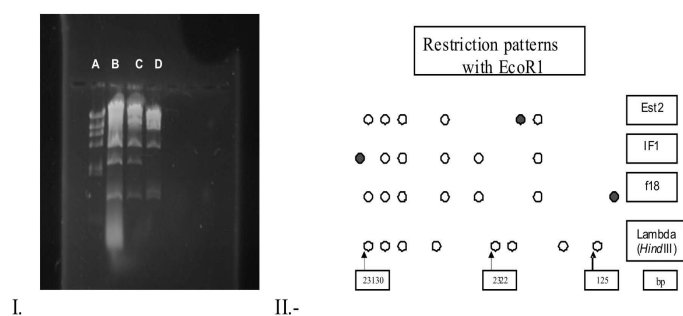 A B C D
I.
II.-
Restriction patterns
with EcoR1
Est2
IF1
f18
Lambda
(HindIII)
23130
2322
125
bp